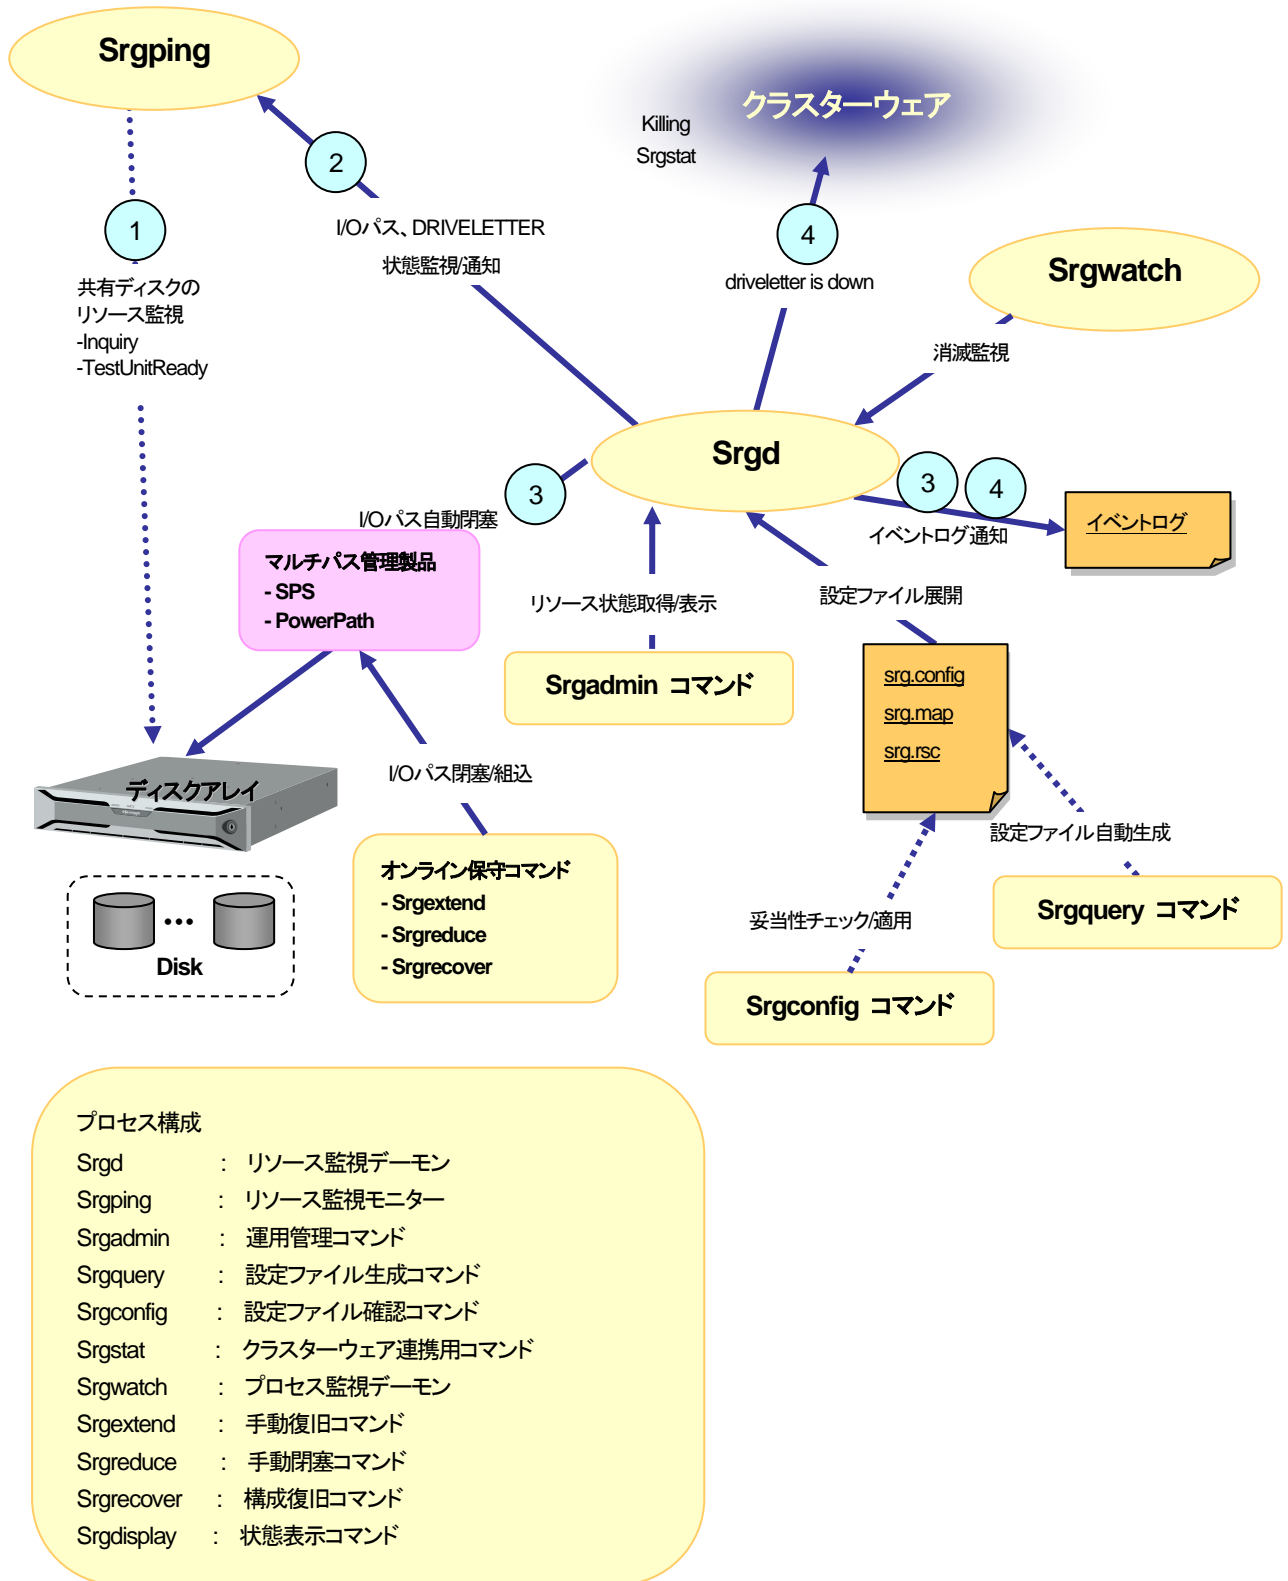 Srgping
クラスターウェア
Killing
Srgstat
2
1
I/Oパス、DRIVELETTER
状態監視/通知
4
driveletter is down
Srgwatch
共有ディスクの
リソース監視
-Inquiry
-TestUnitReady
消滅監視
Srgd
3
I/Oパス自動閉塞
3
4
イベントログ
イベントログ通知
マルチパス管理製品
- SPS
- PowerPath
リソース状態取得/表示
設定ファイル展開
Srgadmin コマンド
srg.config
srg.map
srg.rsc
I/Oパス閉塞/組込
ディスクアレイ
設定ファイル自動生成
オンライン保守コマンド
- Srgextend
- Srgreduce
- Srgrecover
Srgquery コマンド
妥当性チェック/適用
Disk
Srgconfig コマンド
プロセス構成
Srgd : リソース監視デーモン
Srgping : リソース監視モニター
Srgadmin : 運用管理コマンド
Srgquery : 設定ファイル生成コマンド
Srgconfig : 設定ファイル確認コマンド
Srgstat : クラスターウェア連携用コマンド
Srgwatch : プロセス監視デーモン
Srgextend : 手動復旧コマンド
Srgreduce : 手動閉塞コマンド
Srgrecover : 構成復旧コマンド
Srgdisplay : 状態表示コマンド